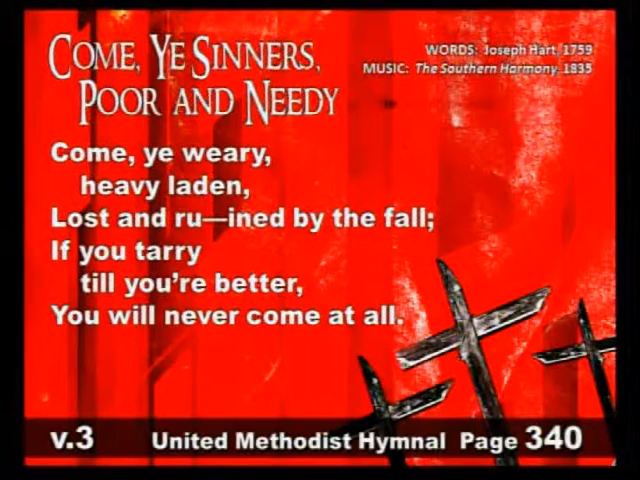 COME, YE SINNERS,
POOR AND NEEDY
WORDS: Joseph Hart, 1759
MUSIC: The Southern Harmony, 1835
Come, ye weary,
heavy laden,
Lost and ru—ined by the fall;
If you tarry
till you're better,
You will never come at all.
v.3 United Methodist Hymnal Page 340